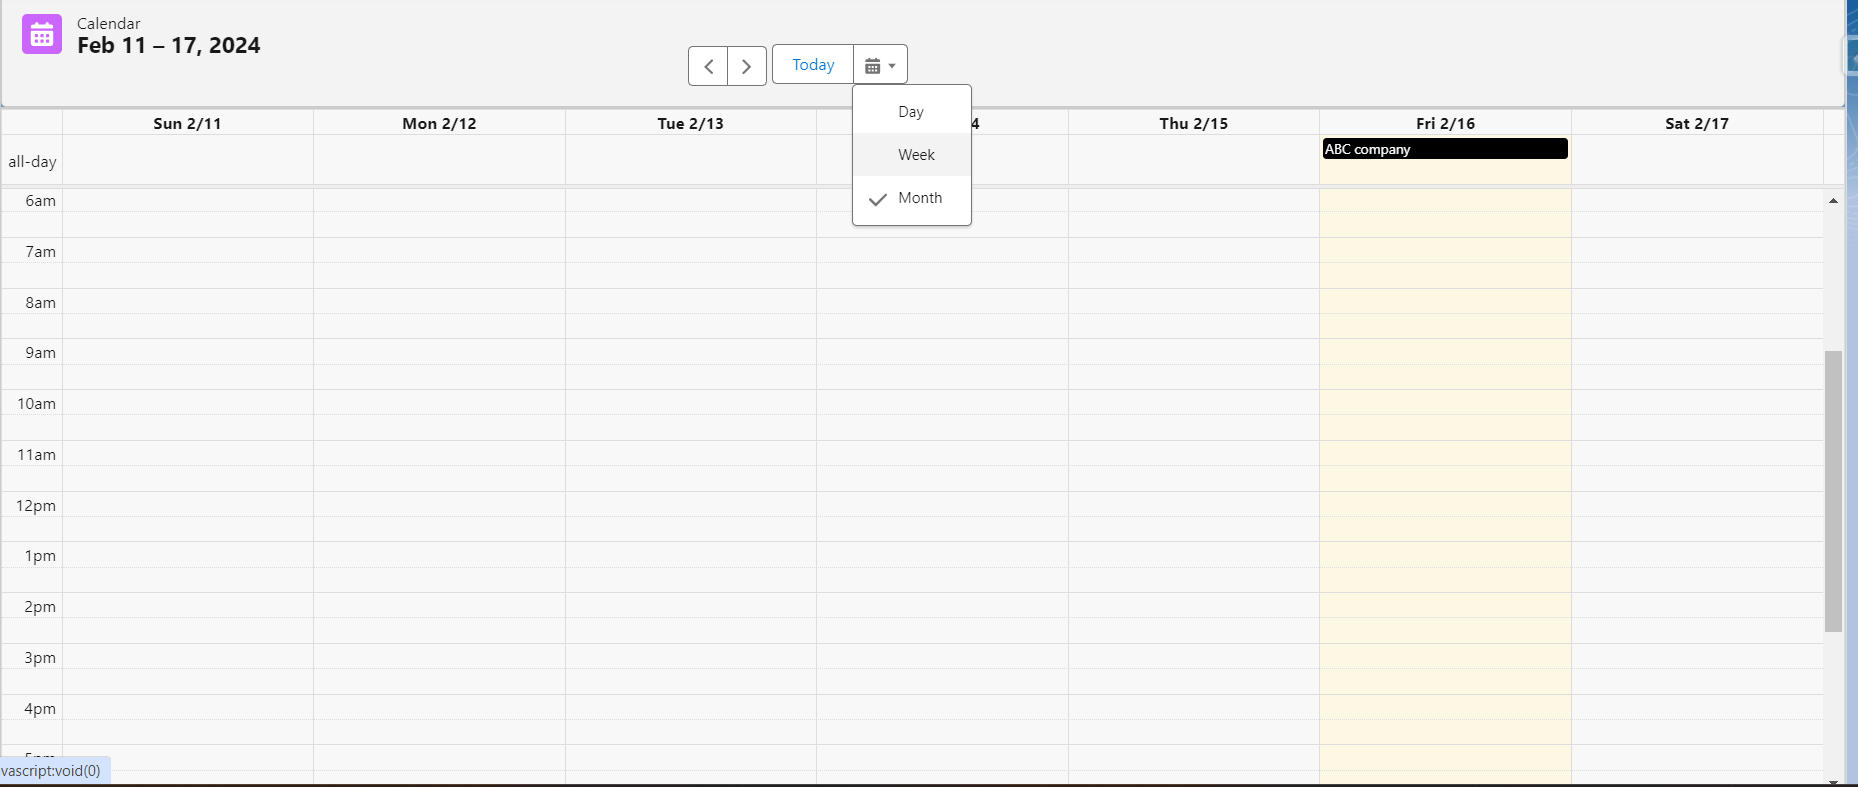 Calendar
Feb 11 – 17, 2024
Today
Day
Week
Month
Sun 2/11
Mon 2/12
Tue 2/13
4
Thu 2/15
Fri 2/16
Sat 2/17
all-day
ABC company
6am
7am
8am
9am
10am
11am
12pm
1pm
2pm
3pm
4pm
vascript:void(0)